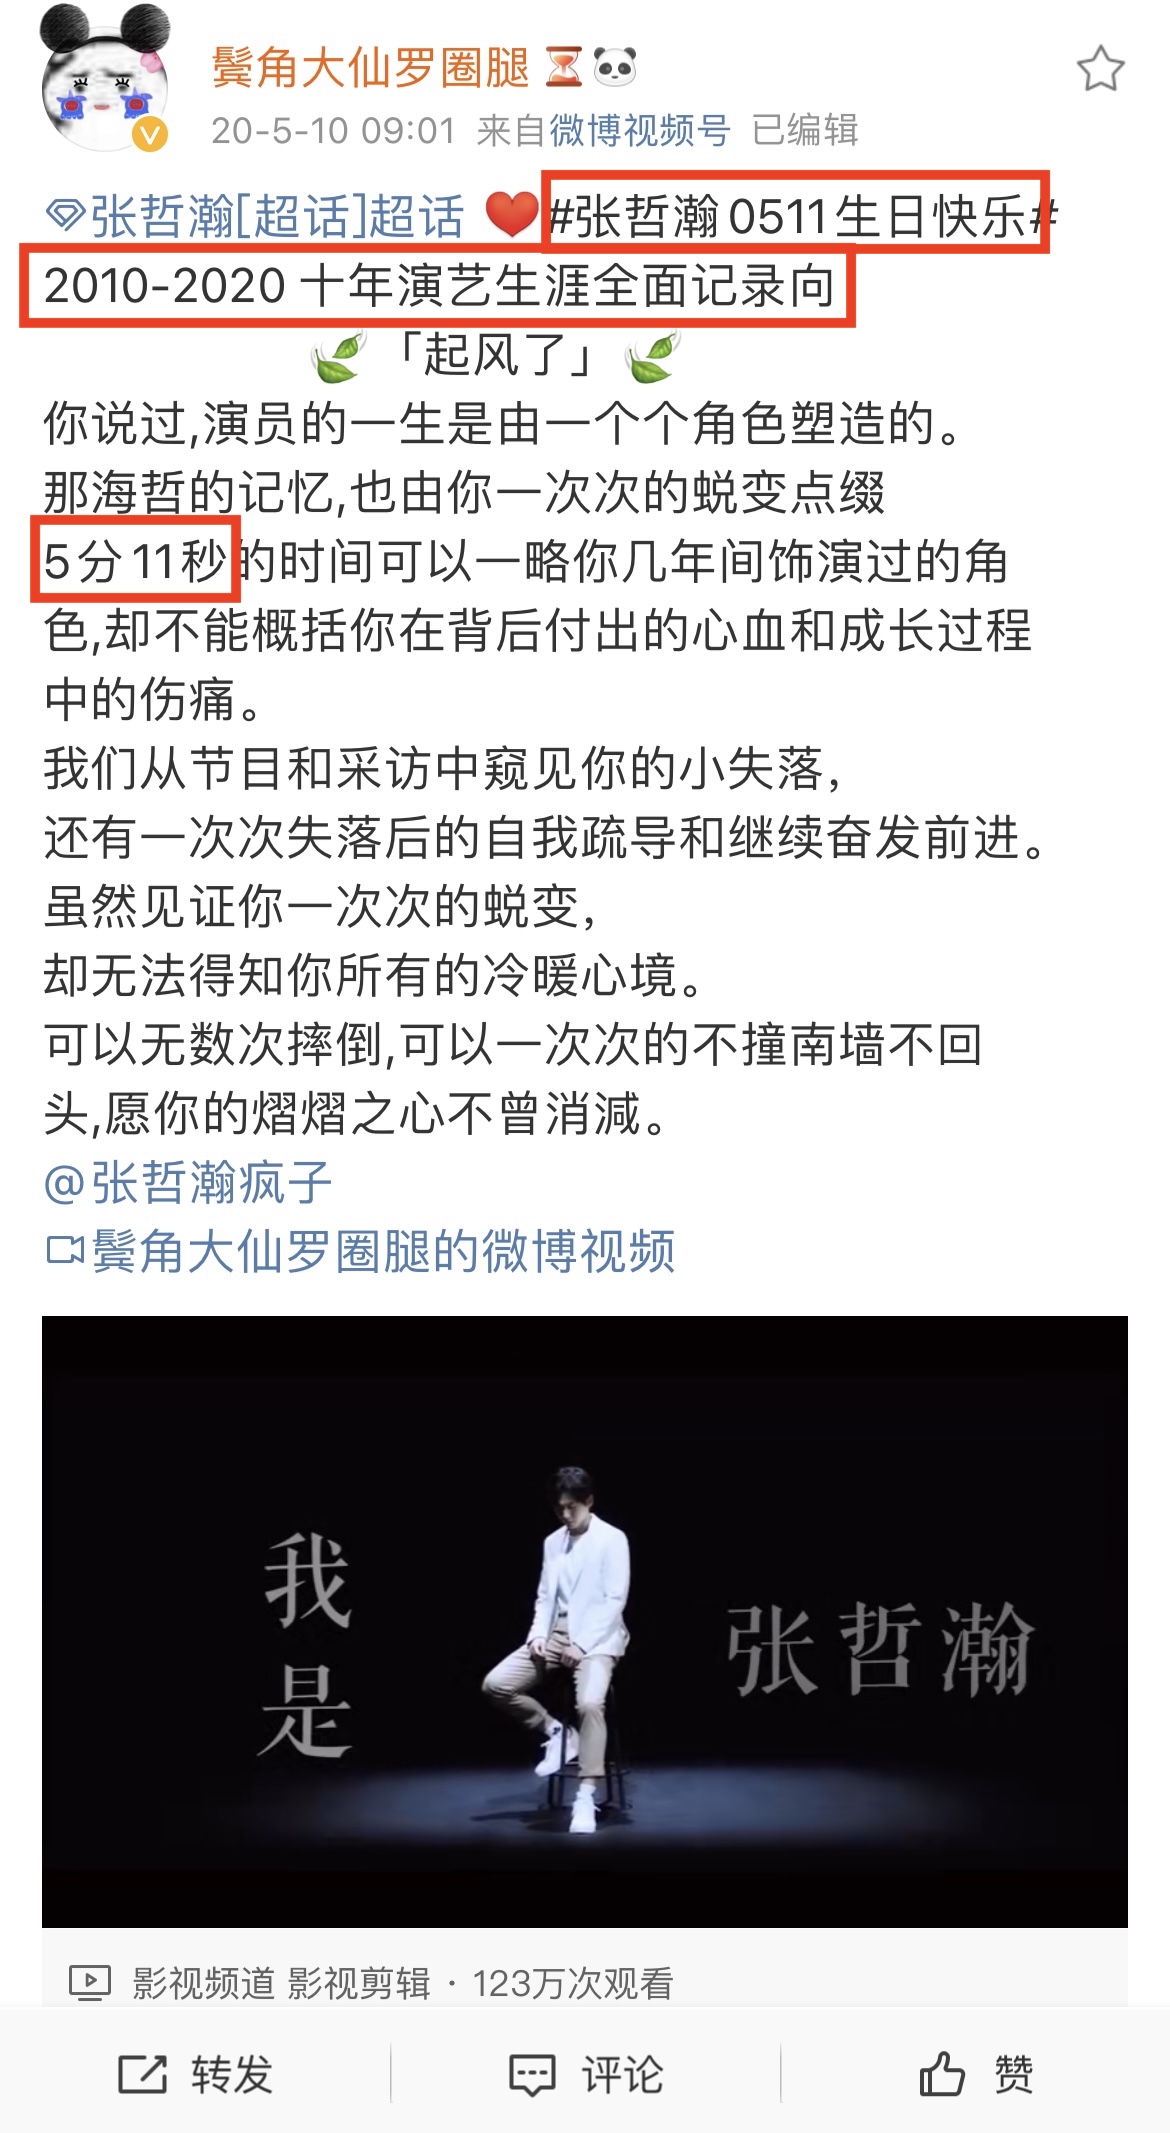 鬓角大仙罗圈腿⏳🐼
20-5-10 09:01 来自微博视频号 已编辑
张哲瀚[超话]超话 ❤️#张哲瀚0511生日快乐#
2010-2020 十年演艺生涯全面记录向
🍃「起风了」🍃
你说过,演员的一生是由一个个角色塑造的。
那海哲的记忆,也由你一次次的蜕变点缀
5分11秒的时间可以一略你几年间饰演过的角
色,却不能概括你在背后付出的心血和成长过程
中的伤痛。
我们从节目和采访中窥见你的小失落，
还有一次次失落后的自我疏导和继续奋发前进。
虽然见证你一次次的蜕变，
却无法得知你所有的冷暖心境。
可以无数次摔倒,可以一次次的不撞南墙不回
头,愿你的熠熠之心不曾消減。
@张哲瀚疯子
鬓角大仙罗圈腿的微博视频
我是
张哲瀚
影视频道 影视剪辑 · 123万次观看
转发 评论 赞